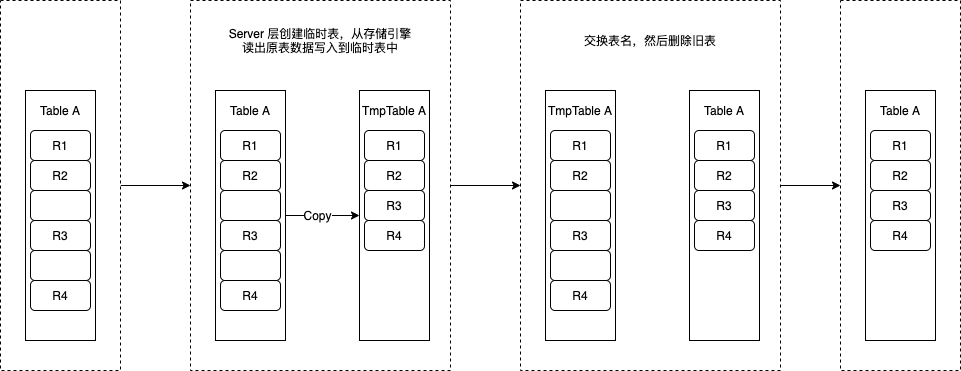 Server 层创建临时表，从存储引擎
读出原表数据写入到临时表中
交换表名，然后删除旧表
Table A
R1
R2
R3
R4
Table A
R1
R2
R3
R4
Copy
TmpTable A
R1
R2
R3
R4
TmpTable A
R1
R2
R3
R4
Table A
R1
R2
R3
R4
Table A
R1
R2
R3
R4